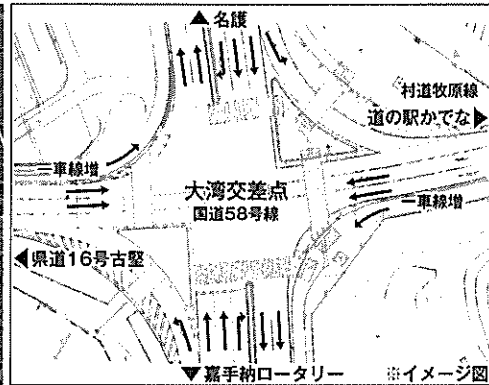 ▲名護
村道牧原線
道の駅かでな▶
一車線増
大湾交差点
国道58号線
一車線増
◀県道16号古堅
▼嘉手納ロータリー
※イメージ図